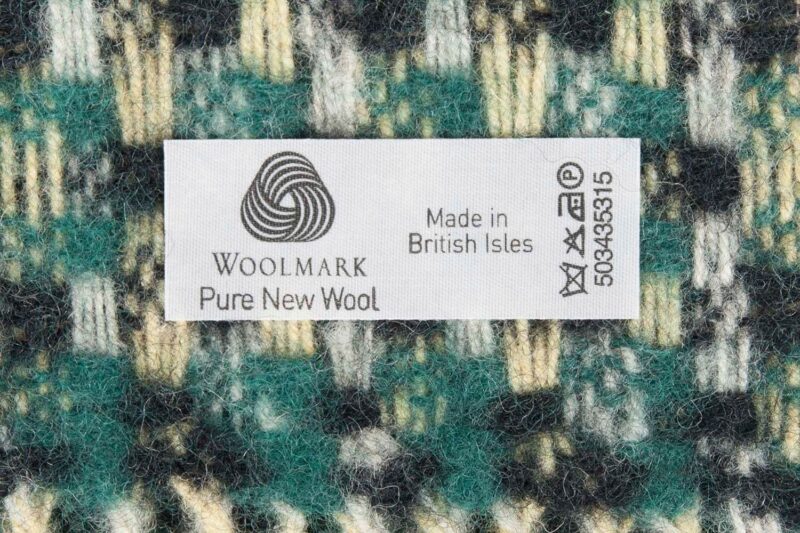 WOOLMARK
Pure New Wool
Made in
British Isles
P
503435315